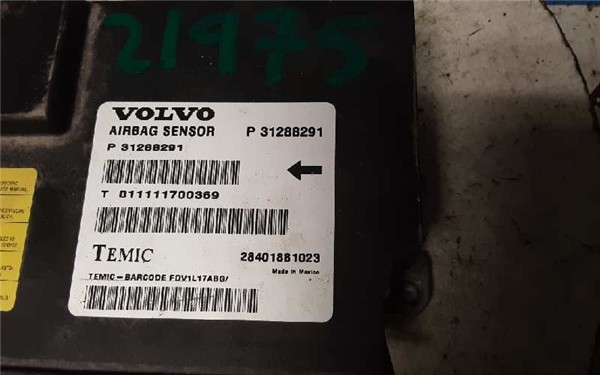 21975
VOLVO
AIRBAG SENSOR P 31288291
P 31288291
T 011111700369
TEMIC 28401881023
Made in Mexico
TEMIC-BARCODE FDV1L17ABG/